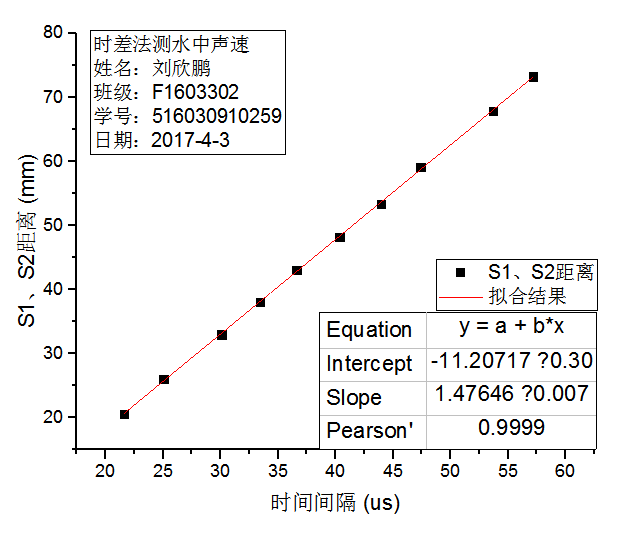 时差法测水中声速
姓名：刘欣鹏
班级：F1603302
学号：516030910259
日期：2017-4-3
80
70
60
50
40
30
20
S1、S2距离 (mm)
S1、S2距离
拟合结果
Equation y = a + b*x
Intercept -11.20717 ?0.30
Slope 1.47646 ?0.007
Pearson' 0.9999
20 25 30 35 40 45 50 55 60
时间间隔 (us)